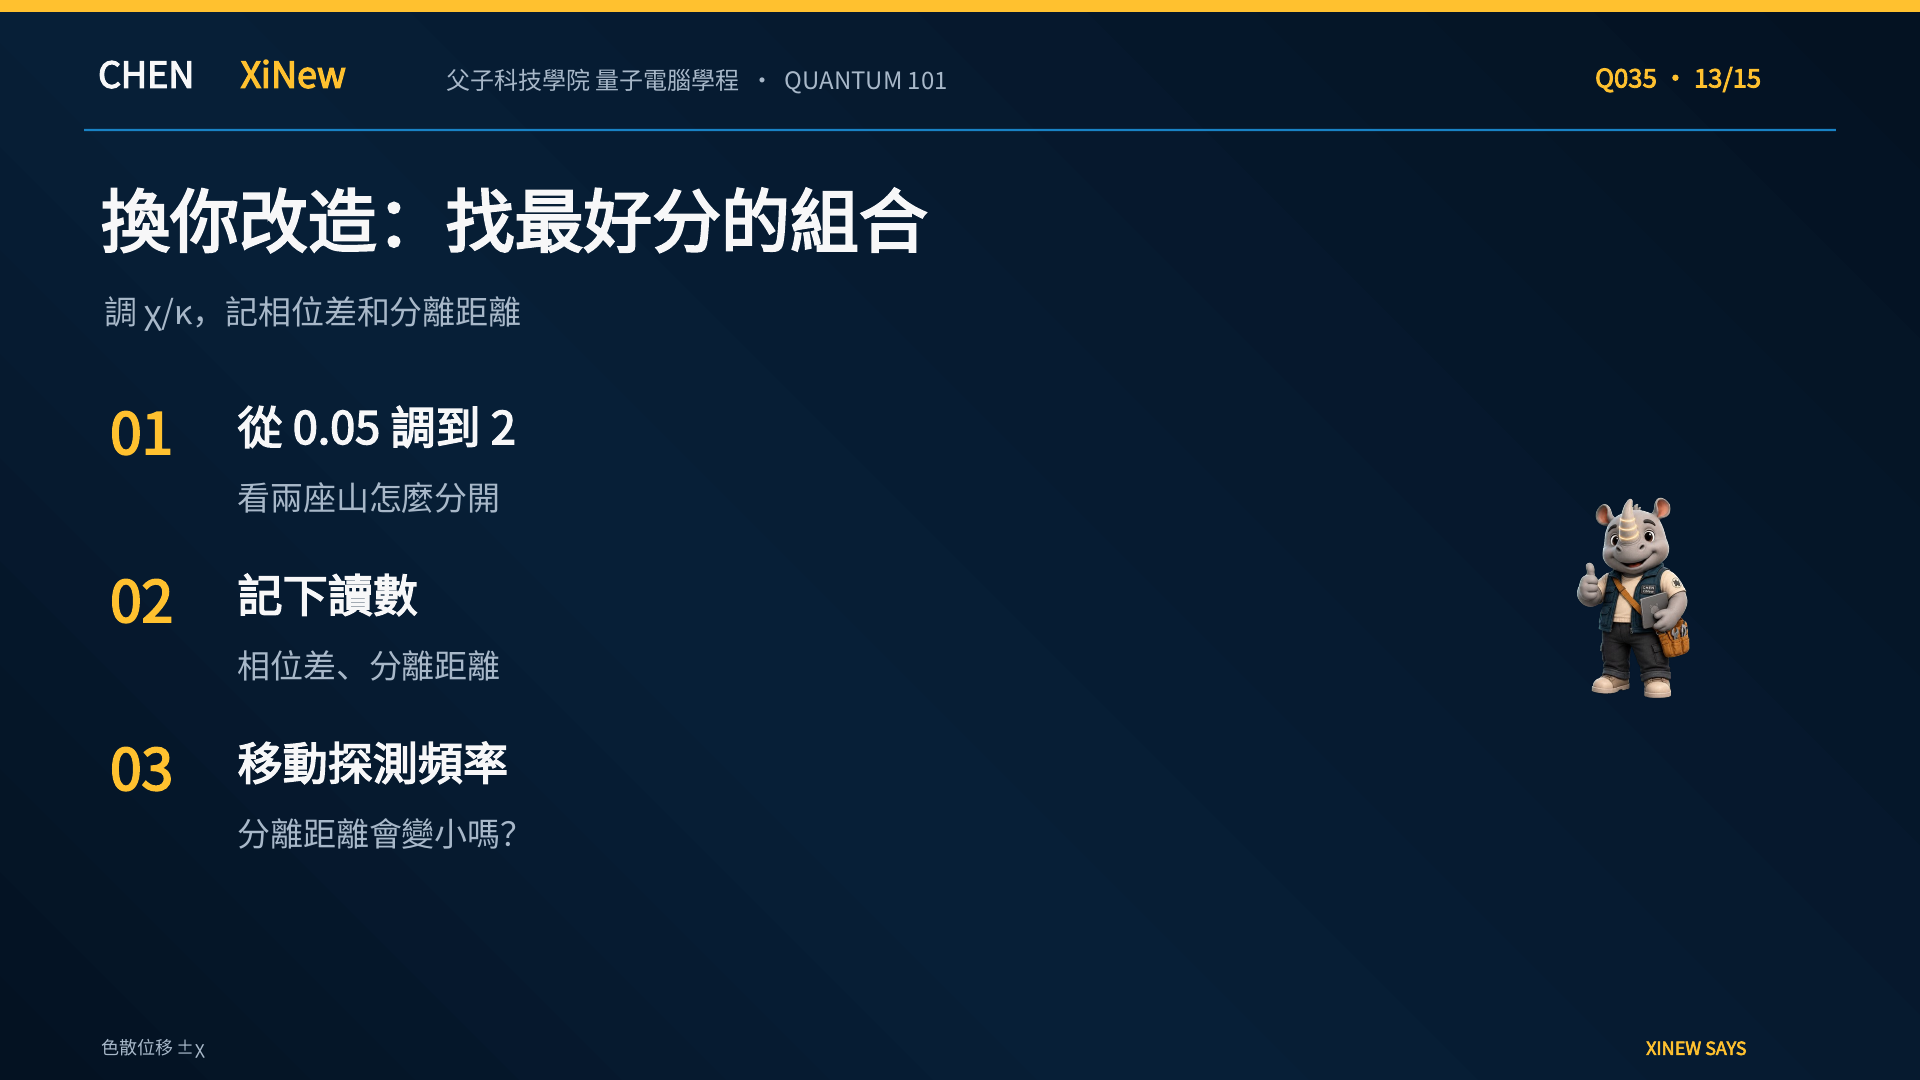 CHEN XiNew 父子科技學院 量子電腦學程 · QUANTUM 101 Q035 · 13/15
換你改造：找最好分的組合
調 χ/κ，記相位差和分離距離
01 從 0.05 調到 2
看兩座山怎麼分開
02 記下讀數
相位差、分離距離
03 移動探測頻率
分離距離會變小嗎？
色散位移 ±χ
XINEW SAYS